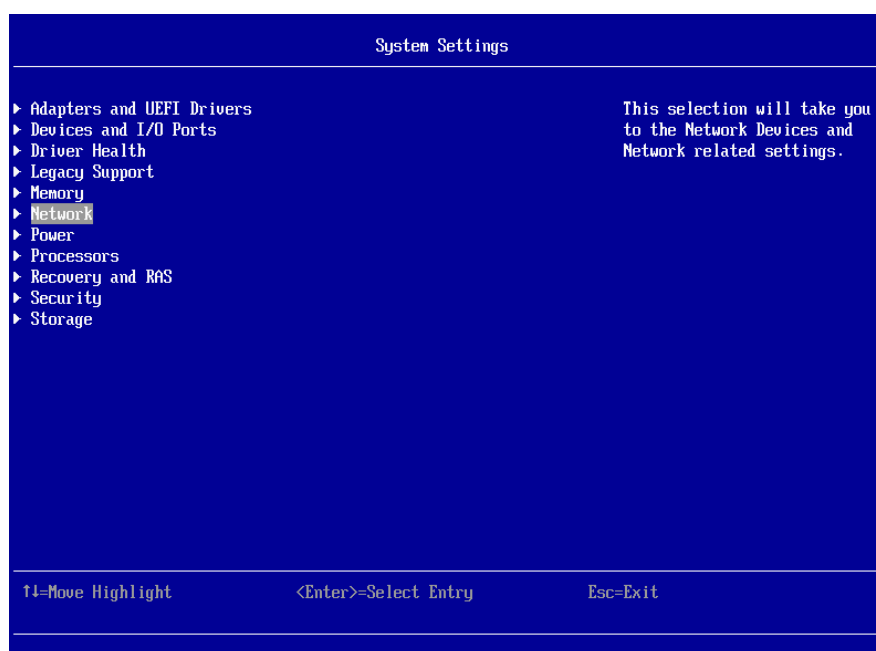 System Settings
▶ Adapters and UEFI Drivers
▶ Devices and I/O Ports
▶ Driver Health
▶ Legacy Support
▶ Memory
▶ Network
▶ Power
▶ Processors
▶ Recovery and RAS
▶ Security
▶ Storage
This selection will take you
to the Network Devices and
Network related settings.
↑↓=Move Highlight <Enter>=Select Entry Esc=Exit